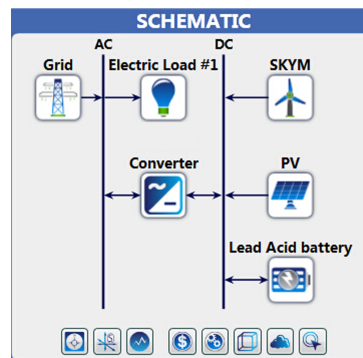 SCHEMATIC
AC DC
Grid Electric Load #1 SKYM
Converter PV
Lead Acid battery